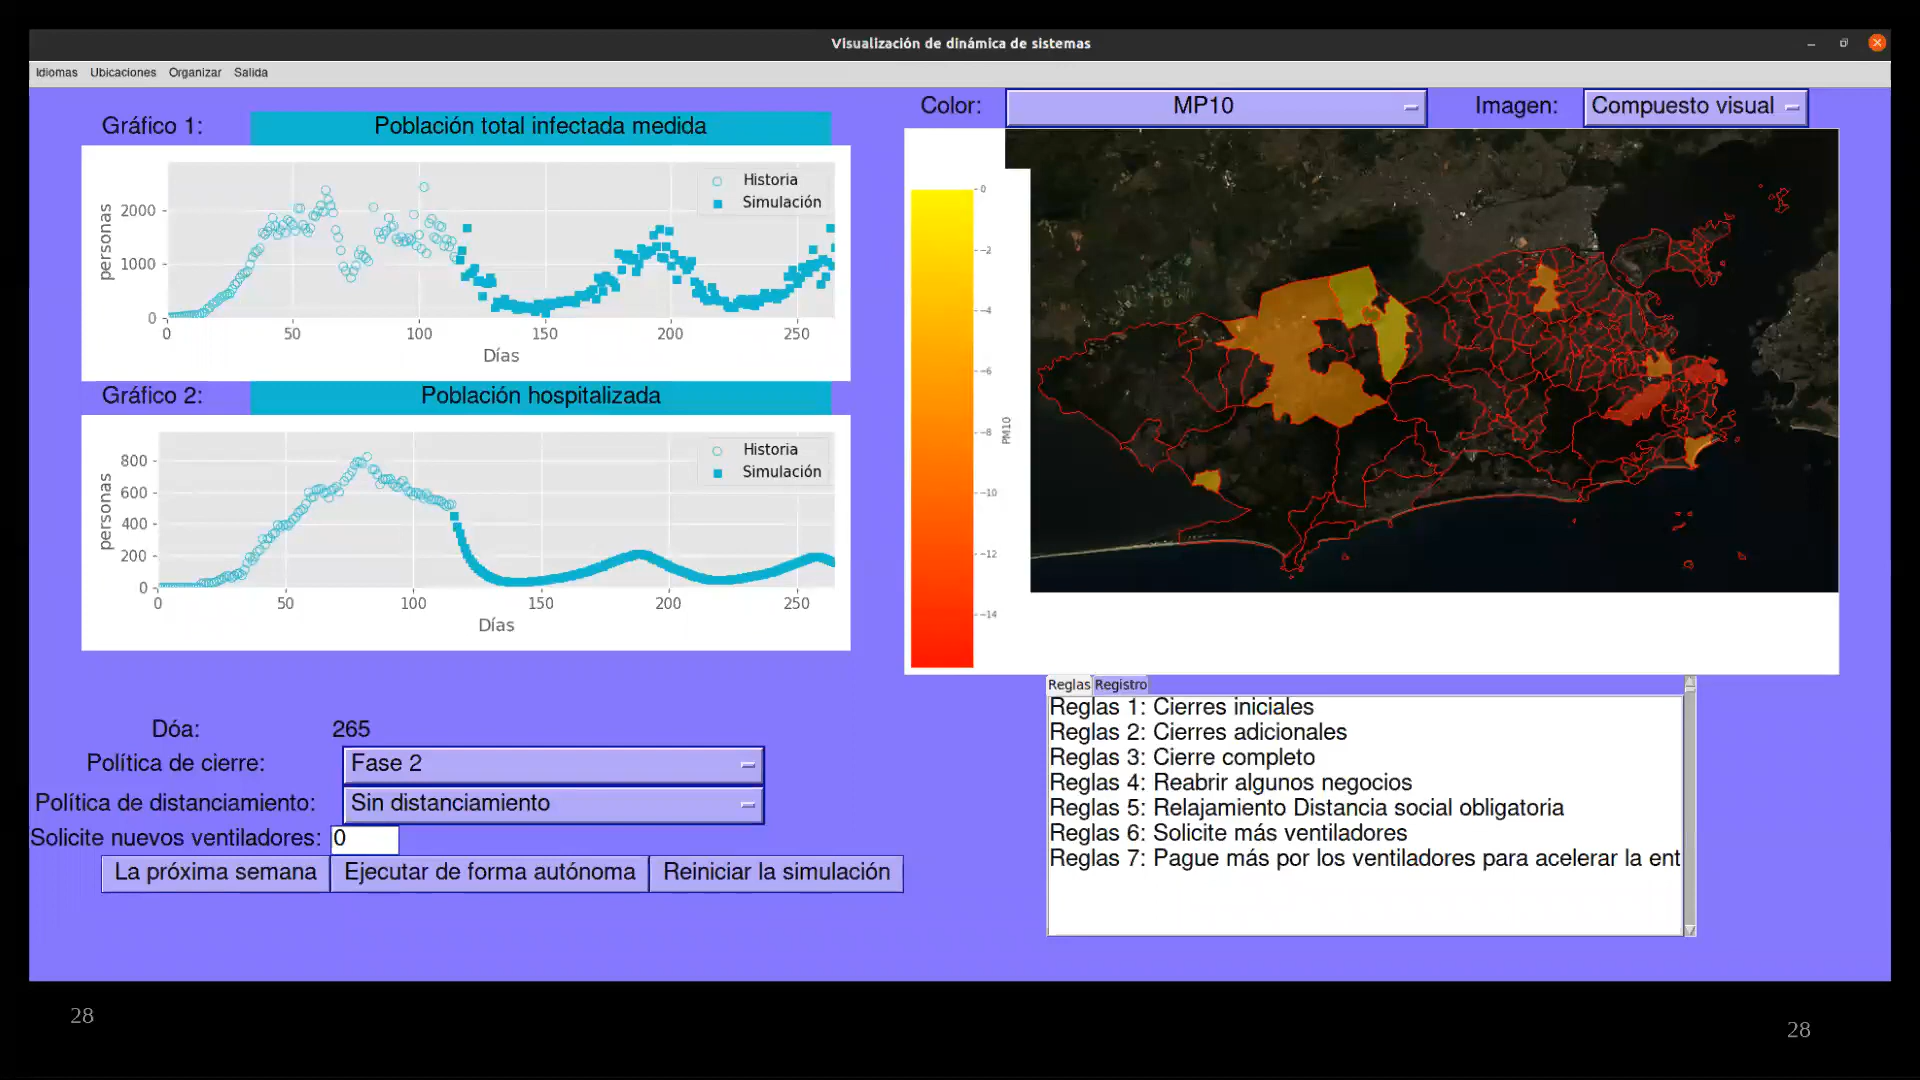 Visualización de dinámica de sistemas
Idiomas Ubicaciones Organizar Salida
Gráfico 1: Población total infectada medida
Historia
Simulación
personas
2000
1000
0
0 50 100 150 200 250
Días
Gráfico 2: Población hospitalizada
Historia
Simulación
personas
800
600
400
200
0
0 50 100 150 200 250
Días
Dóa: 265
Política de cierre: Fase 2
Política de distanciamiento: Sin distanciamiento
Solicite nuevos ventiladores: 0
La próxima semana Ejecutar de forma autónoma Reiniciar la simulación
Color: MP10 Imagen: Compuesto visual
0
−2
−4
−6
−8
−10
−12
−14
PM10
Reglas Registro
Reglas 1: Cierres iniciales
Reglas 2: Cierres adicionales
Reglas 3: Cierre completo
Reglas 4: Reabrir algunos negocios
Reglas 5: Relajamiento Distancia social obligatoria
Reglas 6: Solicite más ventiladores
Reglas 7: Pague más por los ventiladores para acelerar la ent
28
28